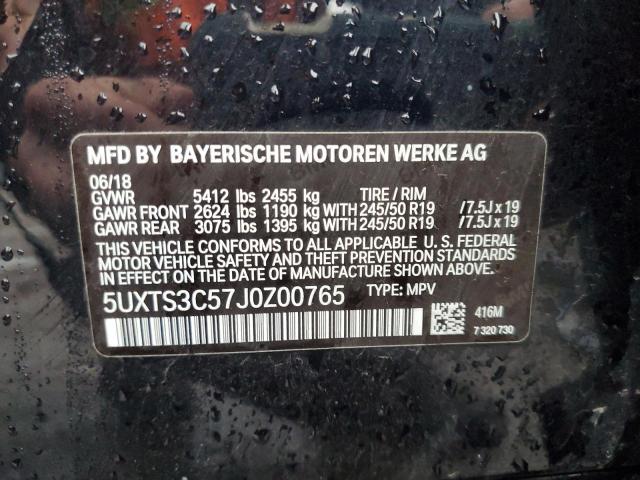 MFD BY BAYERISCHE MOTOREN WERKE AG
06/18
GVWR 5412 lbs 2455 kg TIRE / RIM
GAWR FRONT 2624 lbs 1190 kg WITH 245/50 R19 /7.5J x 19
GAWR REAR 3075 lbs 1395 kg WITH 245/50 R19 /7.5J x 19
THIS VEHICLE CONFORMS TO ALL APPLICABLE U. S. FEDERAL
MOTOR VEHICLE SAFETY, BUMPER, AND THEFT PREVENTION
STANDARDS IN EFFECT ON THE DATE OF MANUFACTURE SHOWN ABOVE.
5UXTS3C57J0Z00765 TYPE: MPV
416M
7 320 730